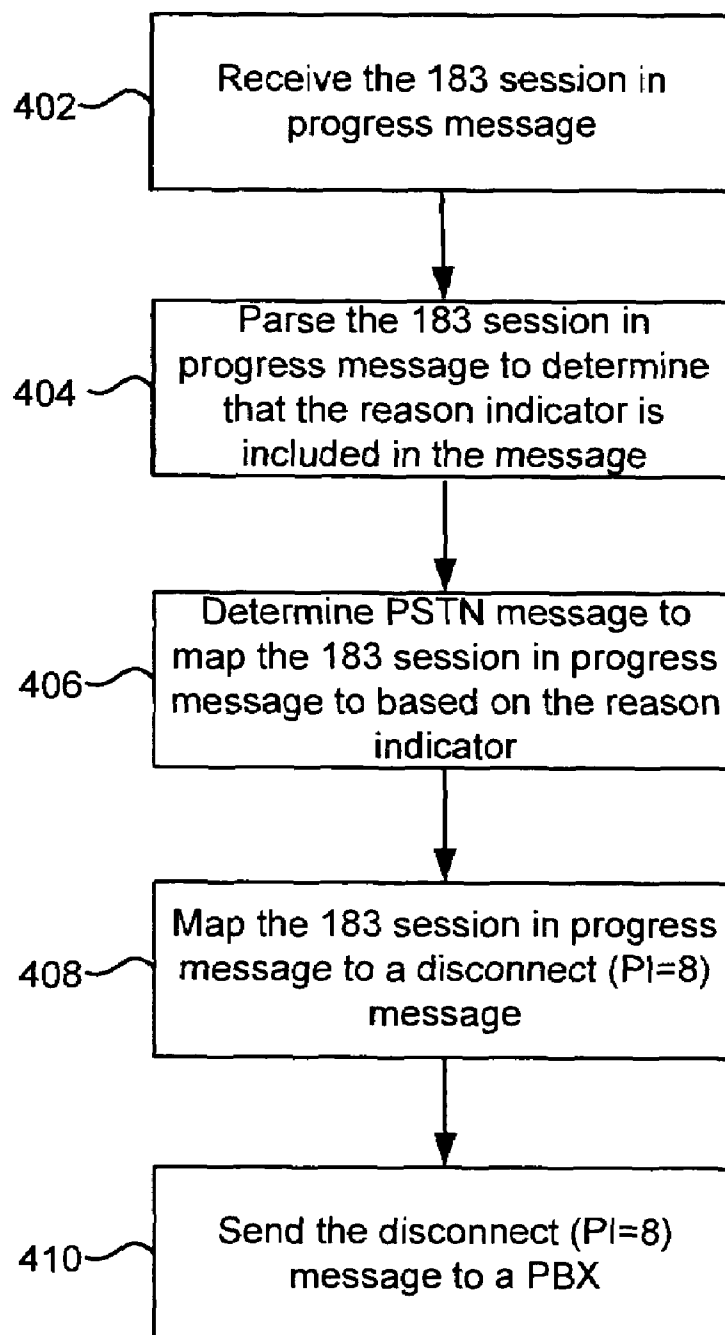 402
Receive the 183 session in
progress message
404
Parse the 183 session in
progress message to determine
that the reason indicator is
included in the message
406
Determine PSTN message to
map the 183 session in progress
message to based on the reason
indicator
408
Map the 183 session in progress
message to a disconnect (PI=8)
message
410
Send the disconnect (PI=8)
message to a PBX